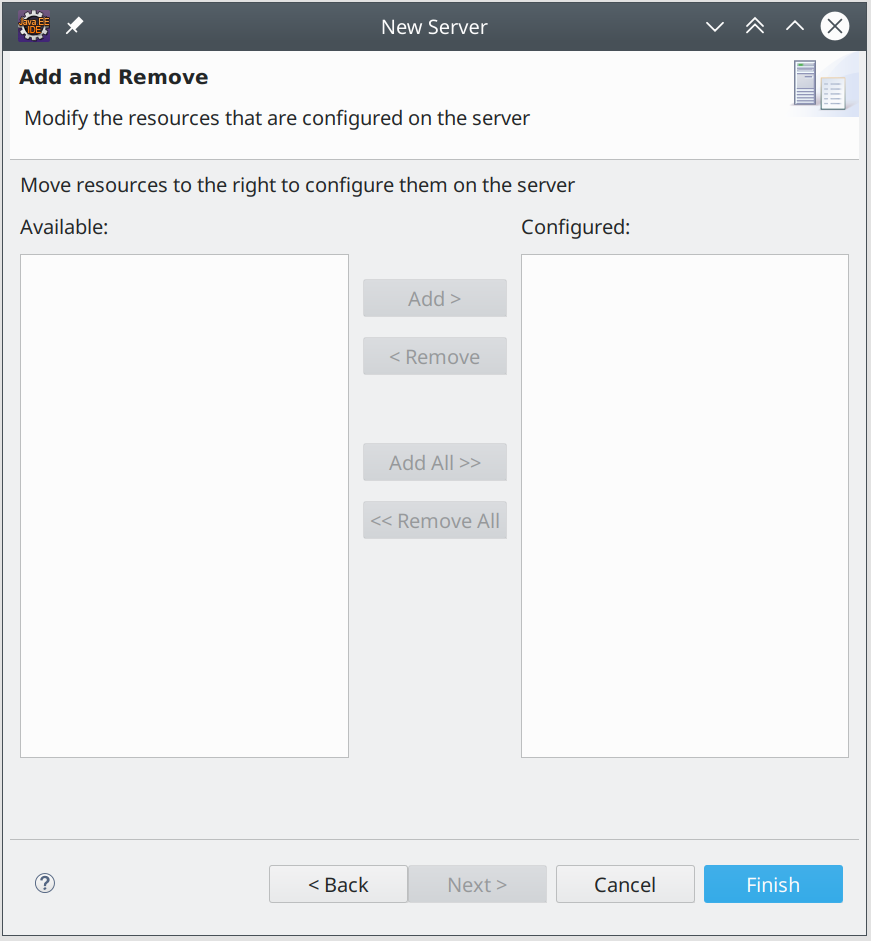 Java EE
IDE
New Server
Add and Remove
Modify the resources that are configured on the server
Move resources to the right to configure them on the server
Available:
Configured:
Add >
< Remove
Add All >>
<< Remove All
?
< Back
Next >
Cancel
Finish